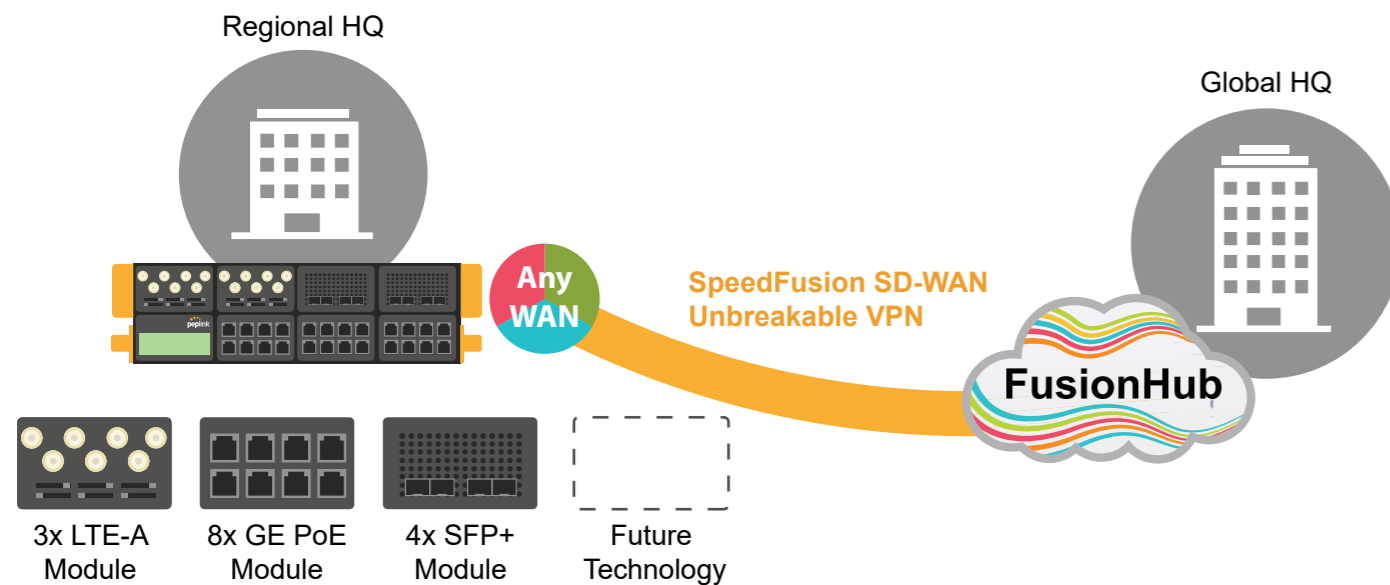 Regional HQ
Global HQ
peplink
Any
WAN
SpeedFusion SD-WAN
Unbreakable VPN
FusionHub
3x LTE-A
Module
8x GE PoE
Module
4x SFP+
Module
Future
Technology